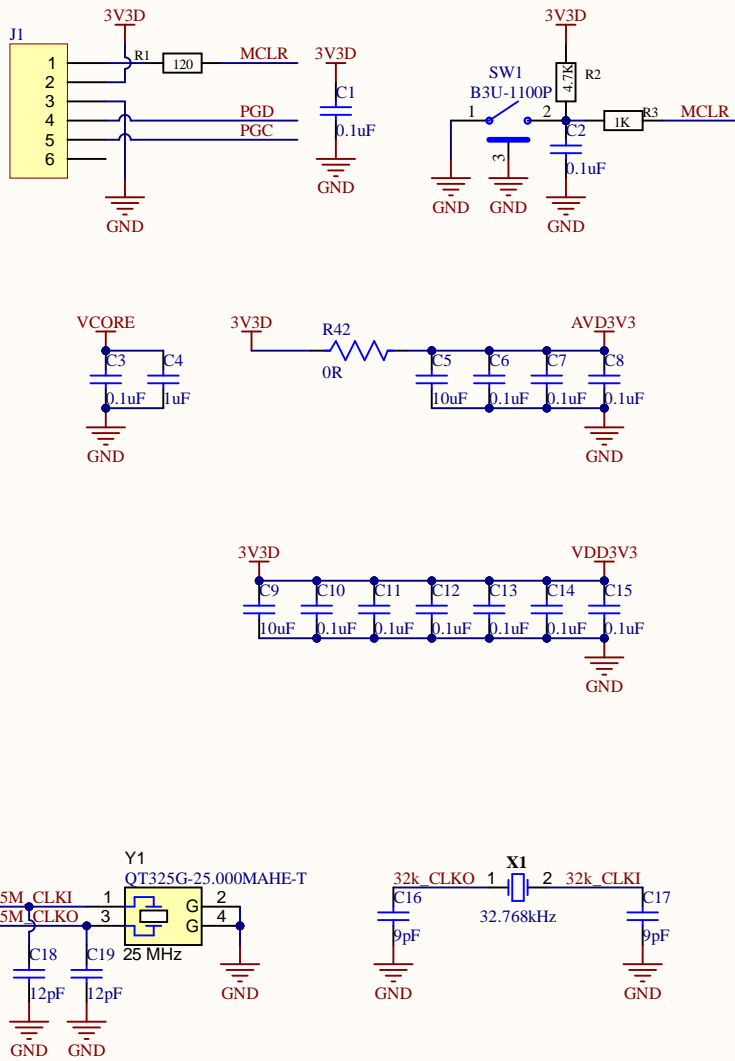 3V3D
J1
1
R1
120
MCLR
2
3
4
PGD
5
PGC
6
GND
3V3D
C1
0.1uF
GND
3V3D
4.7K
R2
SW1
B3U-1100P
1
2
3
R3
1K
MCLR
C2
0.1uF
GND
GND
GND
VCORE
C3
0.1uF
C4
1uF
GND
3V3D
R42
0R
AVD3V3
C5
10uF
C6
0.1uF
C7
0.1uF
C8
0.1uF
GND
3V3D
VDD3V3
C9
10uF
C10
0.1uF
C11
0.1uF
C12
0.1uF
C13
0.1uF
C14
0.1uF
C15
0.1uF
GND
Y1
QT325G-25.000MAHE-T
5M_CLKI
1
G
2
5M_CLKO
3
G
4
25 MHz
C18
12pF
C19
12pF
GND
GND
GND
X1
32k_CLKO
1
2
32k_CLKI
32.768kHz
C16
9pF
C17
9pF
GND
GND